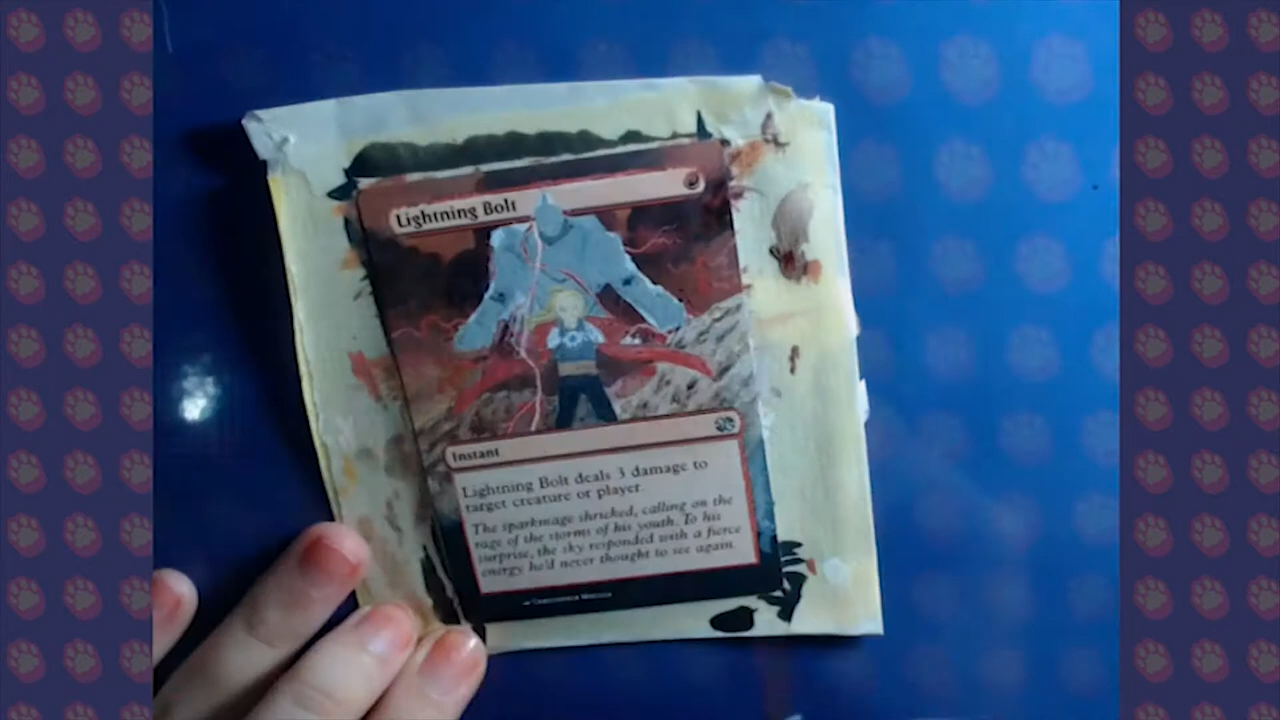 Lightning Bolt
Instant
Lightning Bolt deals 3 damage to
target creature or player.
The sparkmage shrieked, calling on the
rage of the storms of his youth. To his
surprise, the sky responded with a fierce
energy he'd never thought to see again.
Christopher Moeller